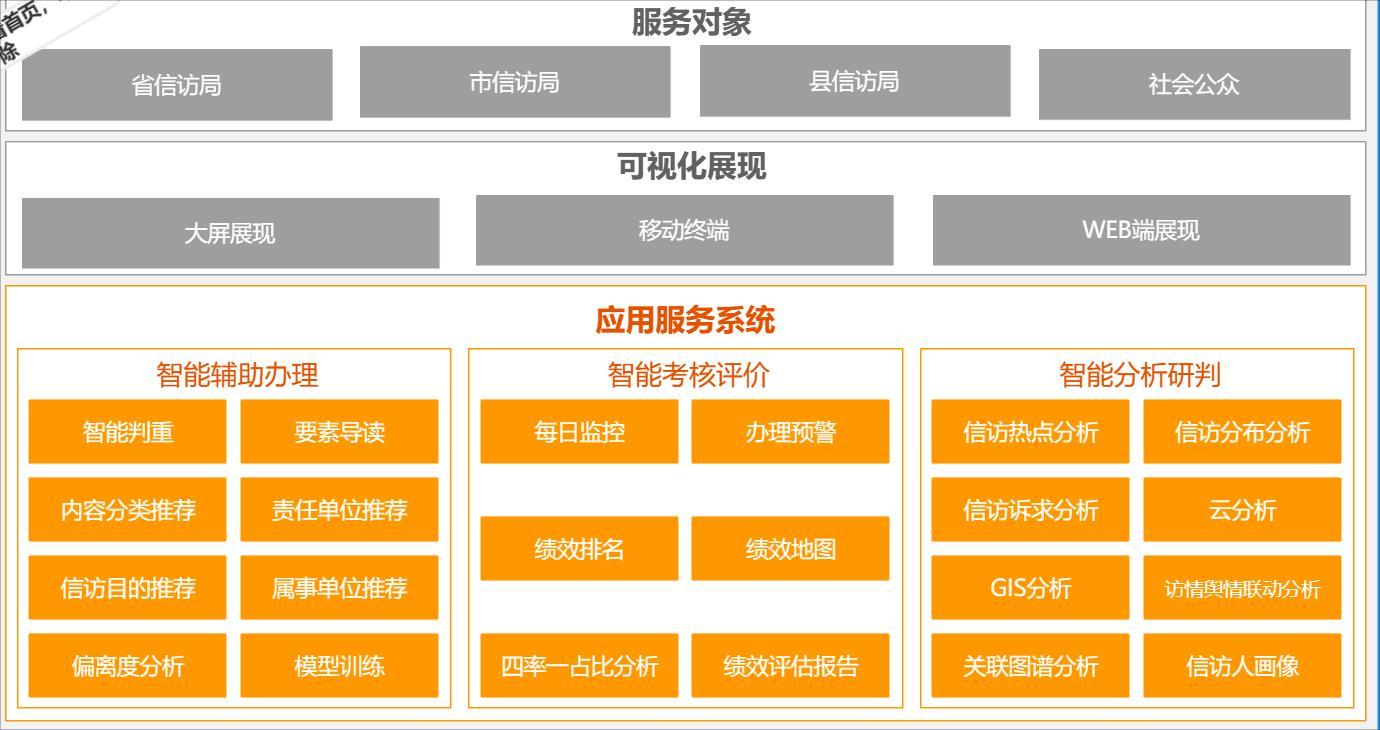 首页，
除
服务对象
省信访局
市信访局
县信访局
社会公众
可视化展现
大屏展现
移动终端
WEB端展现
应用服务系统
智能辅助办理
智能判重
要素导读
内容分类推荐
责任单位推荐
信访目的推荐
属事单位推荐
偏离度分析
模型训练
智能考核评价
每日监控
办理预警
绩效排名
绩效地图
四率一占比分析
绩效评估报告
智能分析研判
信访热点分析
信访分布分析
信访诉求分析
云分析
GIS分析
访情舆情联动分析
关联图谱分析
信访人画像